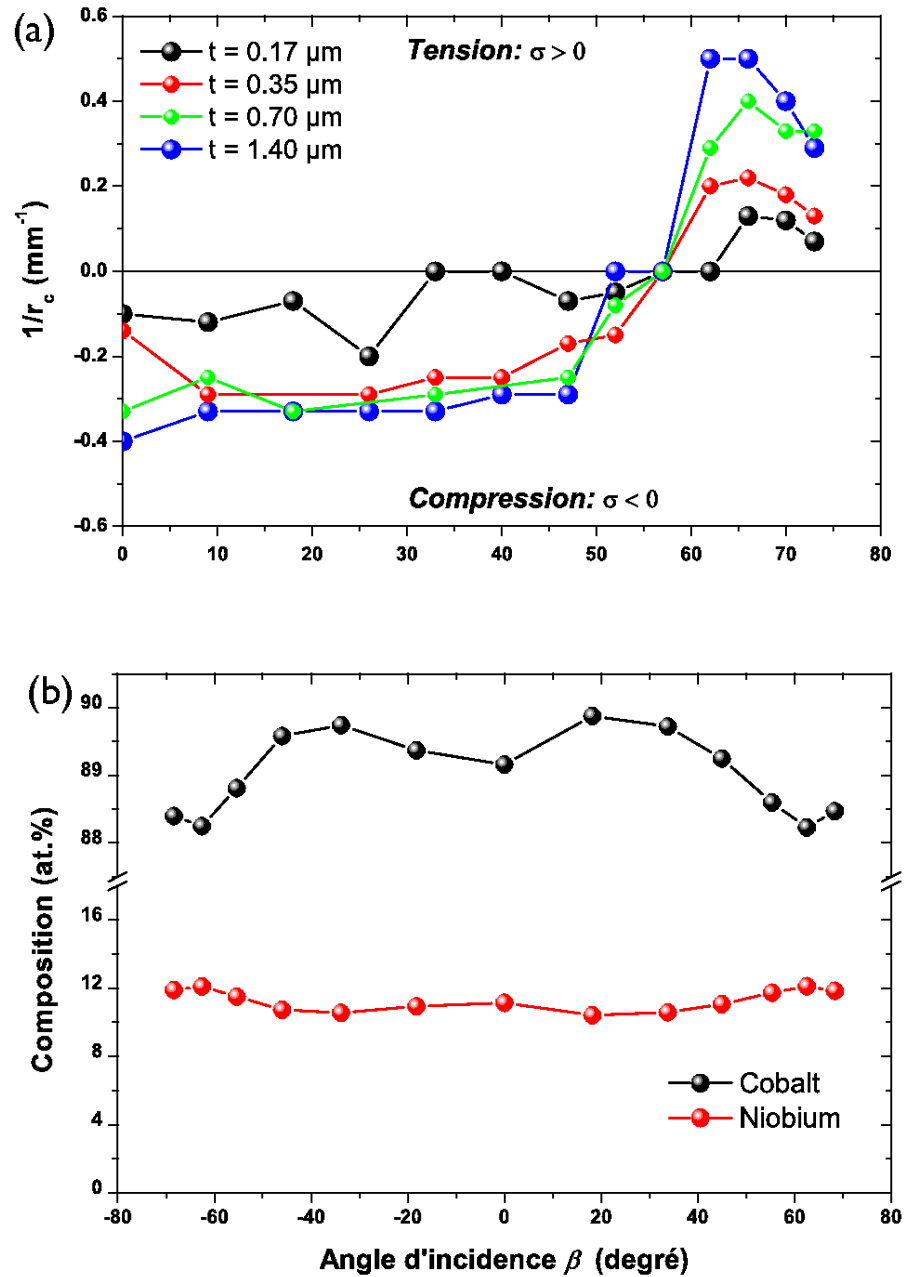 (a)
0.6
0.4
0.2
0.0
-0.2
-0.4
-0.6
1/r_c (mm⁻¹)
t = 0.17 µm
t = 0.35 µm
t = 0.70 µm
t = 1.40 µm
Tension: σ > 0
Compression: σ < 0
0 10 20 30 40 50 60 70 80
(b)
90
89
88
16
12
8
4
0
Composition (at.%)
Cobalt
Niobium
-80 -60 -40 -20 0 20 40 60 80
Angle d'incidence β (degré)